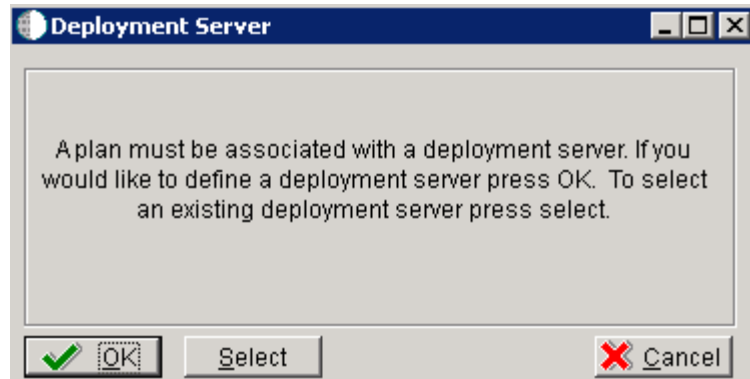 Deployment Server
A plan must be associated with a deployment server. If you
would like to define a deployment server press OK. To select
an existing deployment server press select.
OK Select Cancel